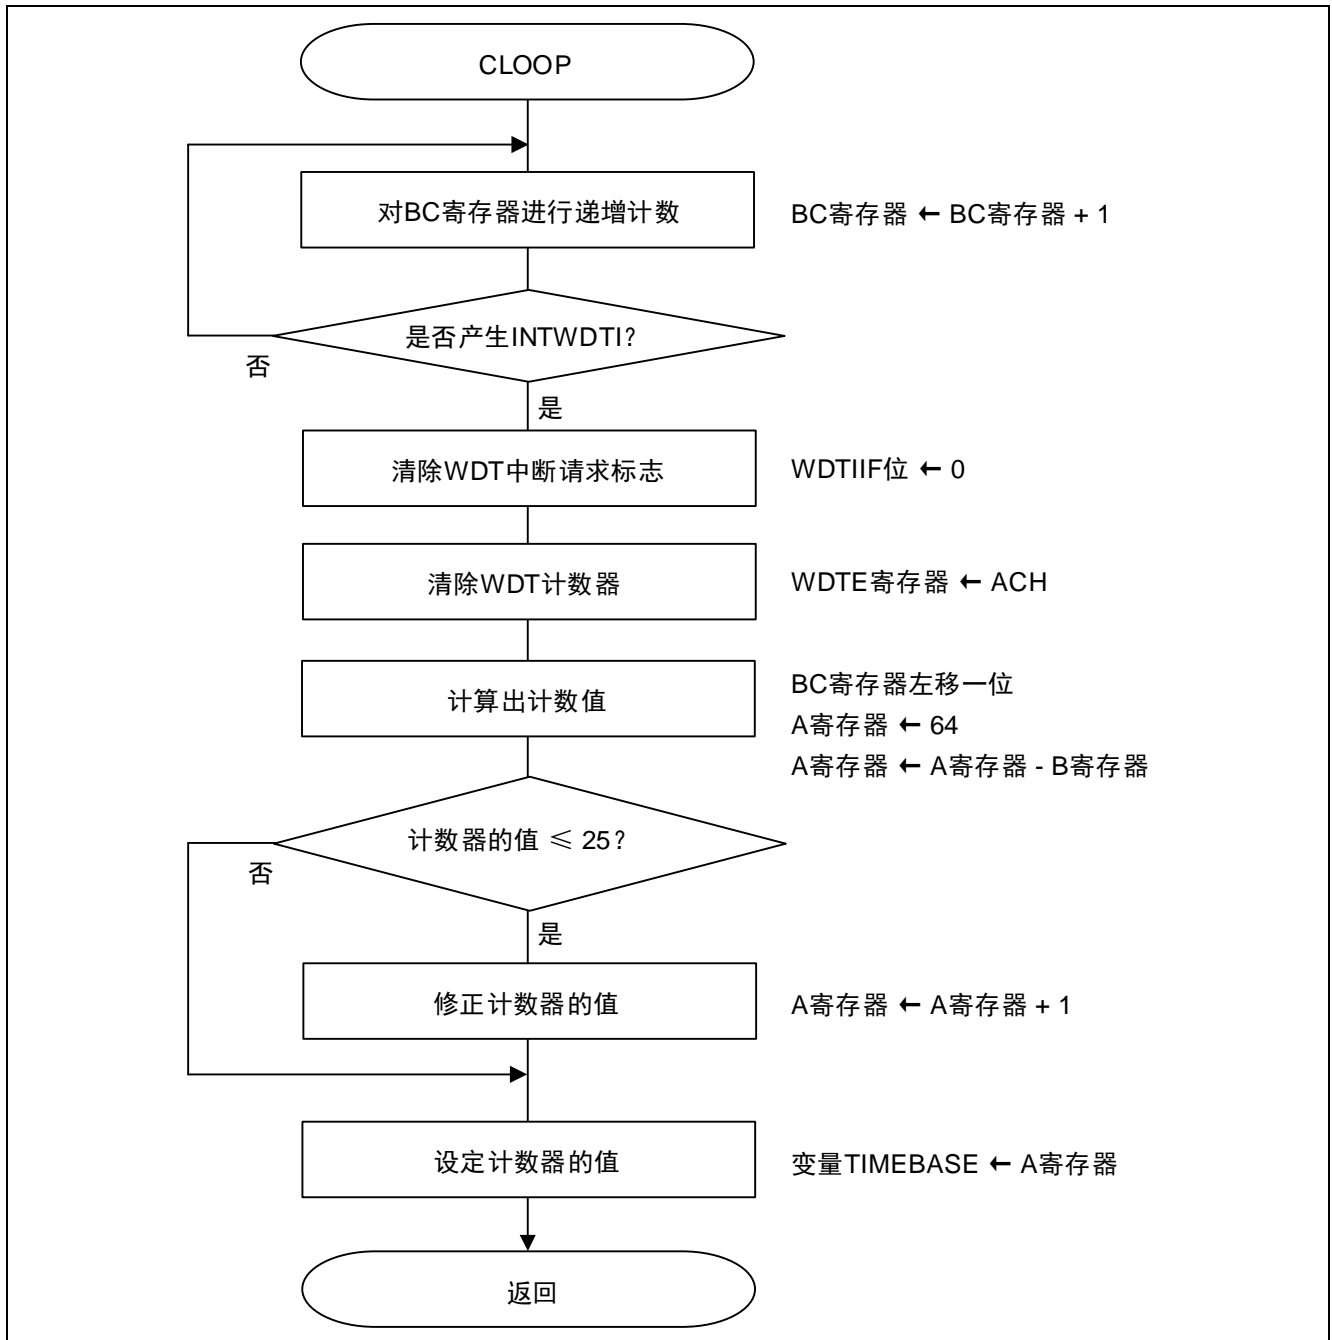 CLOOP
对BC寄存器进行递增计数
BC寄存器 ← BC寄存器 + 1
是否产生INTWDTI?
否
是
清除WDT中断请求标志
WDTIIF位 ← 0
清除WDT计数器
WDTE寄存器 ← ACH
计算出计数值
BC寄存器左移一位
A寄存器 ← 64
A寄存器 ← A寄存器 - B寄存器
计数器的值 ≤ 25?
否
是
修正计数器的值
A寄存器 ← A寄存器 + 1
设定计数器的值
变量TIMEBASE ← A寄存器
返回